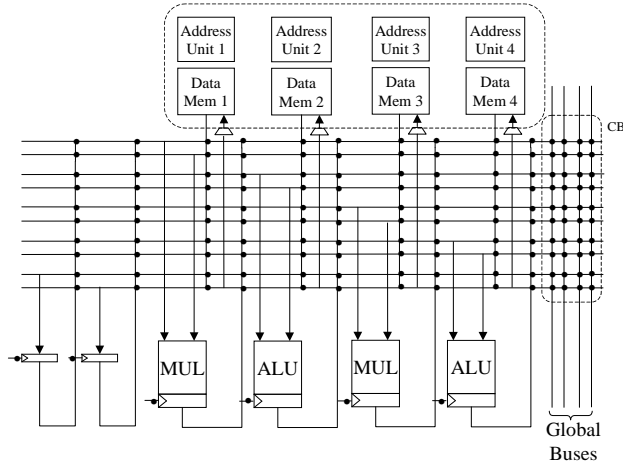 Address
Unit 1
Address
Unit 2
Address
Unit 3
Address
Unit 4
Data
Mem 1
Data
Mem 2
Data
Mem 3
Data
Mem 4
CB
MUL
ALU
MUL
ALU
Global
Buses